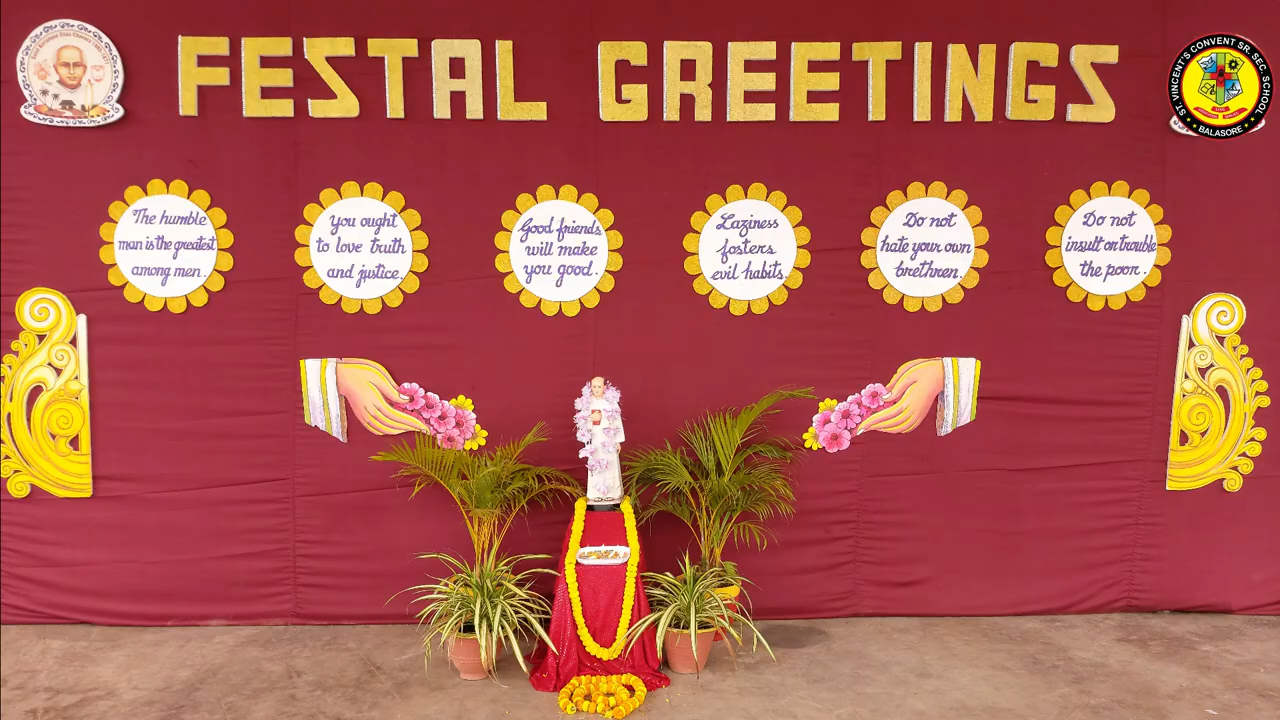 FESTAL GREETINGS
ST. VINCENT'S CONVENT SR. SEC. SCHOOL
BALASORE
The humble
man is the greatest
among men.
You ought
to love truth
and justice.
Good friends
will make
you good.
Laziness
fosters
evil habits.
Do not
hate your own
brethren.
Do not
insult or trouble
the poor.